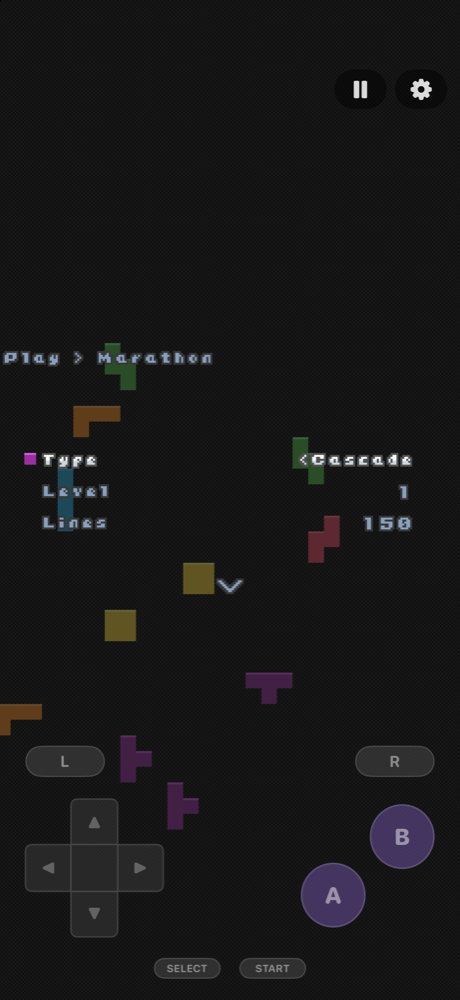 Play > Marathon
Type <Cascade
Level 1
Lines 150
L R
B
A
SELECT START